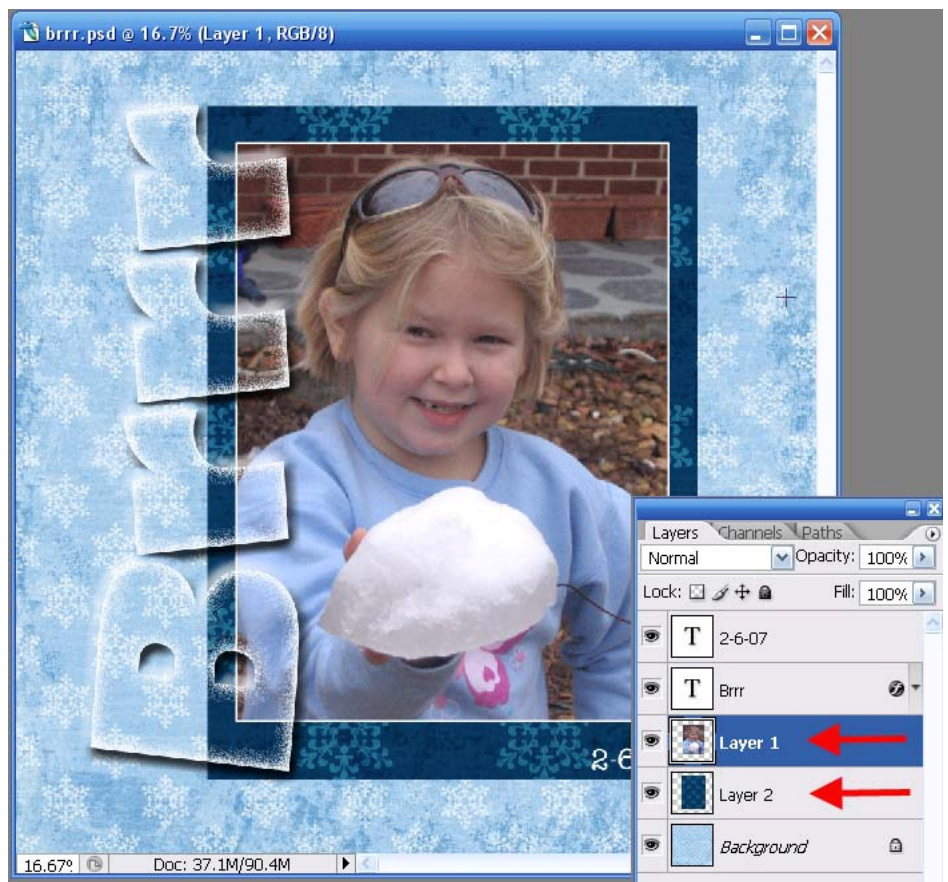 brrr.psd @ 16.7% (Layer 1, RGB/8)
Brrr
2-6
16.67%
Doc: 37.1M/90.4M
Layers Channels Paths
Normal Opacity: 100%
Lock: Fill: 100%
T 2-6-07
T Brrr
Layer 1
Layer 2
Background